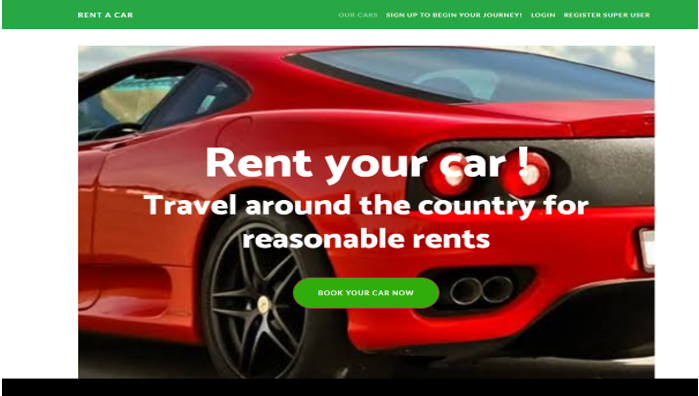 RENT A CAR
OUR CARS SIGN UP TO BEGIN YOUR JOURNEY! LOGIN REGISTER SUPER USER
Rent your car !
Travel around the country for
reasonable rents
BOOK YOUR CAR NOW